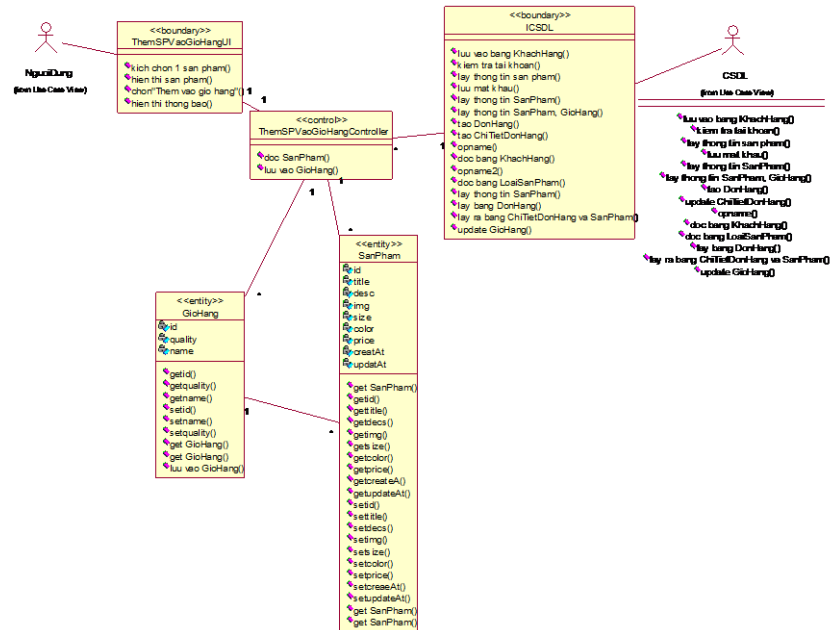 NguoiDung
(from Use Case View)
<<boundary>>
ThemSPVaoGioHangUI
kich chon 1 san pham()
hien thi san pham()
chon"Them vao gio hang"()
hien thi thong bao()
1
1
<<control>>
ThemSPVaoGioHangController
doc SanPham()
luu vao GioHang()
*
1
1
1
<<boundary>>
ICSDL
luu vao bang KhachHang()
kiem tra tai khoan()
lay thong tin san pham()
luu mat khau()
lay thong tin SanPham()
lay thong tin SanPham, GioHang()
tao DonHang()
tao ChiTietDonHang()
opname()
doc bang KhachHang()
opname2()
doc bang LoaiSanPham()
lay thong tin SanPham()
lay bang DonHang()
lay ra bang ChiTietDonHang va SanPham()
update GioHang()
CSDL
(from Use Case View)
luu vao bang KhachHang()
kiem tra tai khoan()
lay thong tin san pham()
luu mat khau()
lay thong tin SanPham()
lay thong tin SanPham, GioHang()
tao DonHang()
update ChiTietDonHang()
opname()
doc bang KhachHang()
doc bang LoaiSanPham()
lay bang DonHang()
lay ra bang ChiTietDonHang va SanPham()
update GioHang()
*
<<entity>>
GioHang
id
quality
name
getid()
getquality()
getname()
setid()
setname()
setquality()
get GioHang()
get GioHang()
luu vao GioHang()
1
*
*
<<entity>>
SanPham
id
title
desc
img
size
color
price
creatAt
updatAt
get SanPham()
getid()
gettitle()
getdecs()
getimg()
getsize()
getcolor()
getprice()
getcreateA()
getupdateAt()
setid()
settitle()
setdecs()
setimg()
setsize()
setcolor()
setprice()
setcreaeAt()
setupdateAt()
get SanPham()
get SanPham()